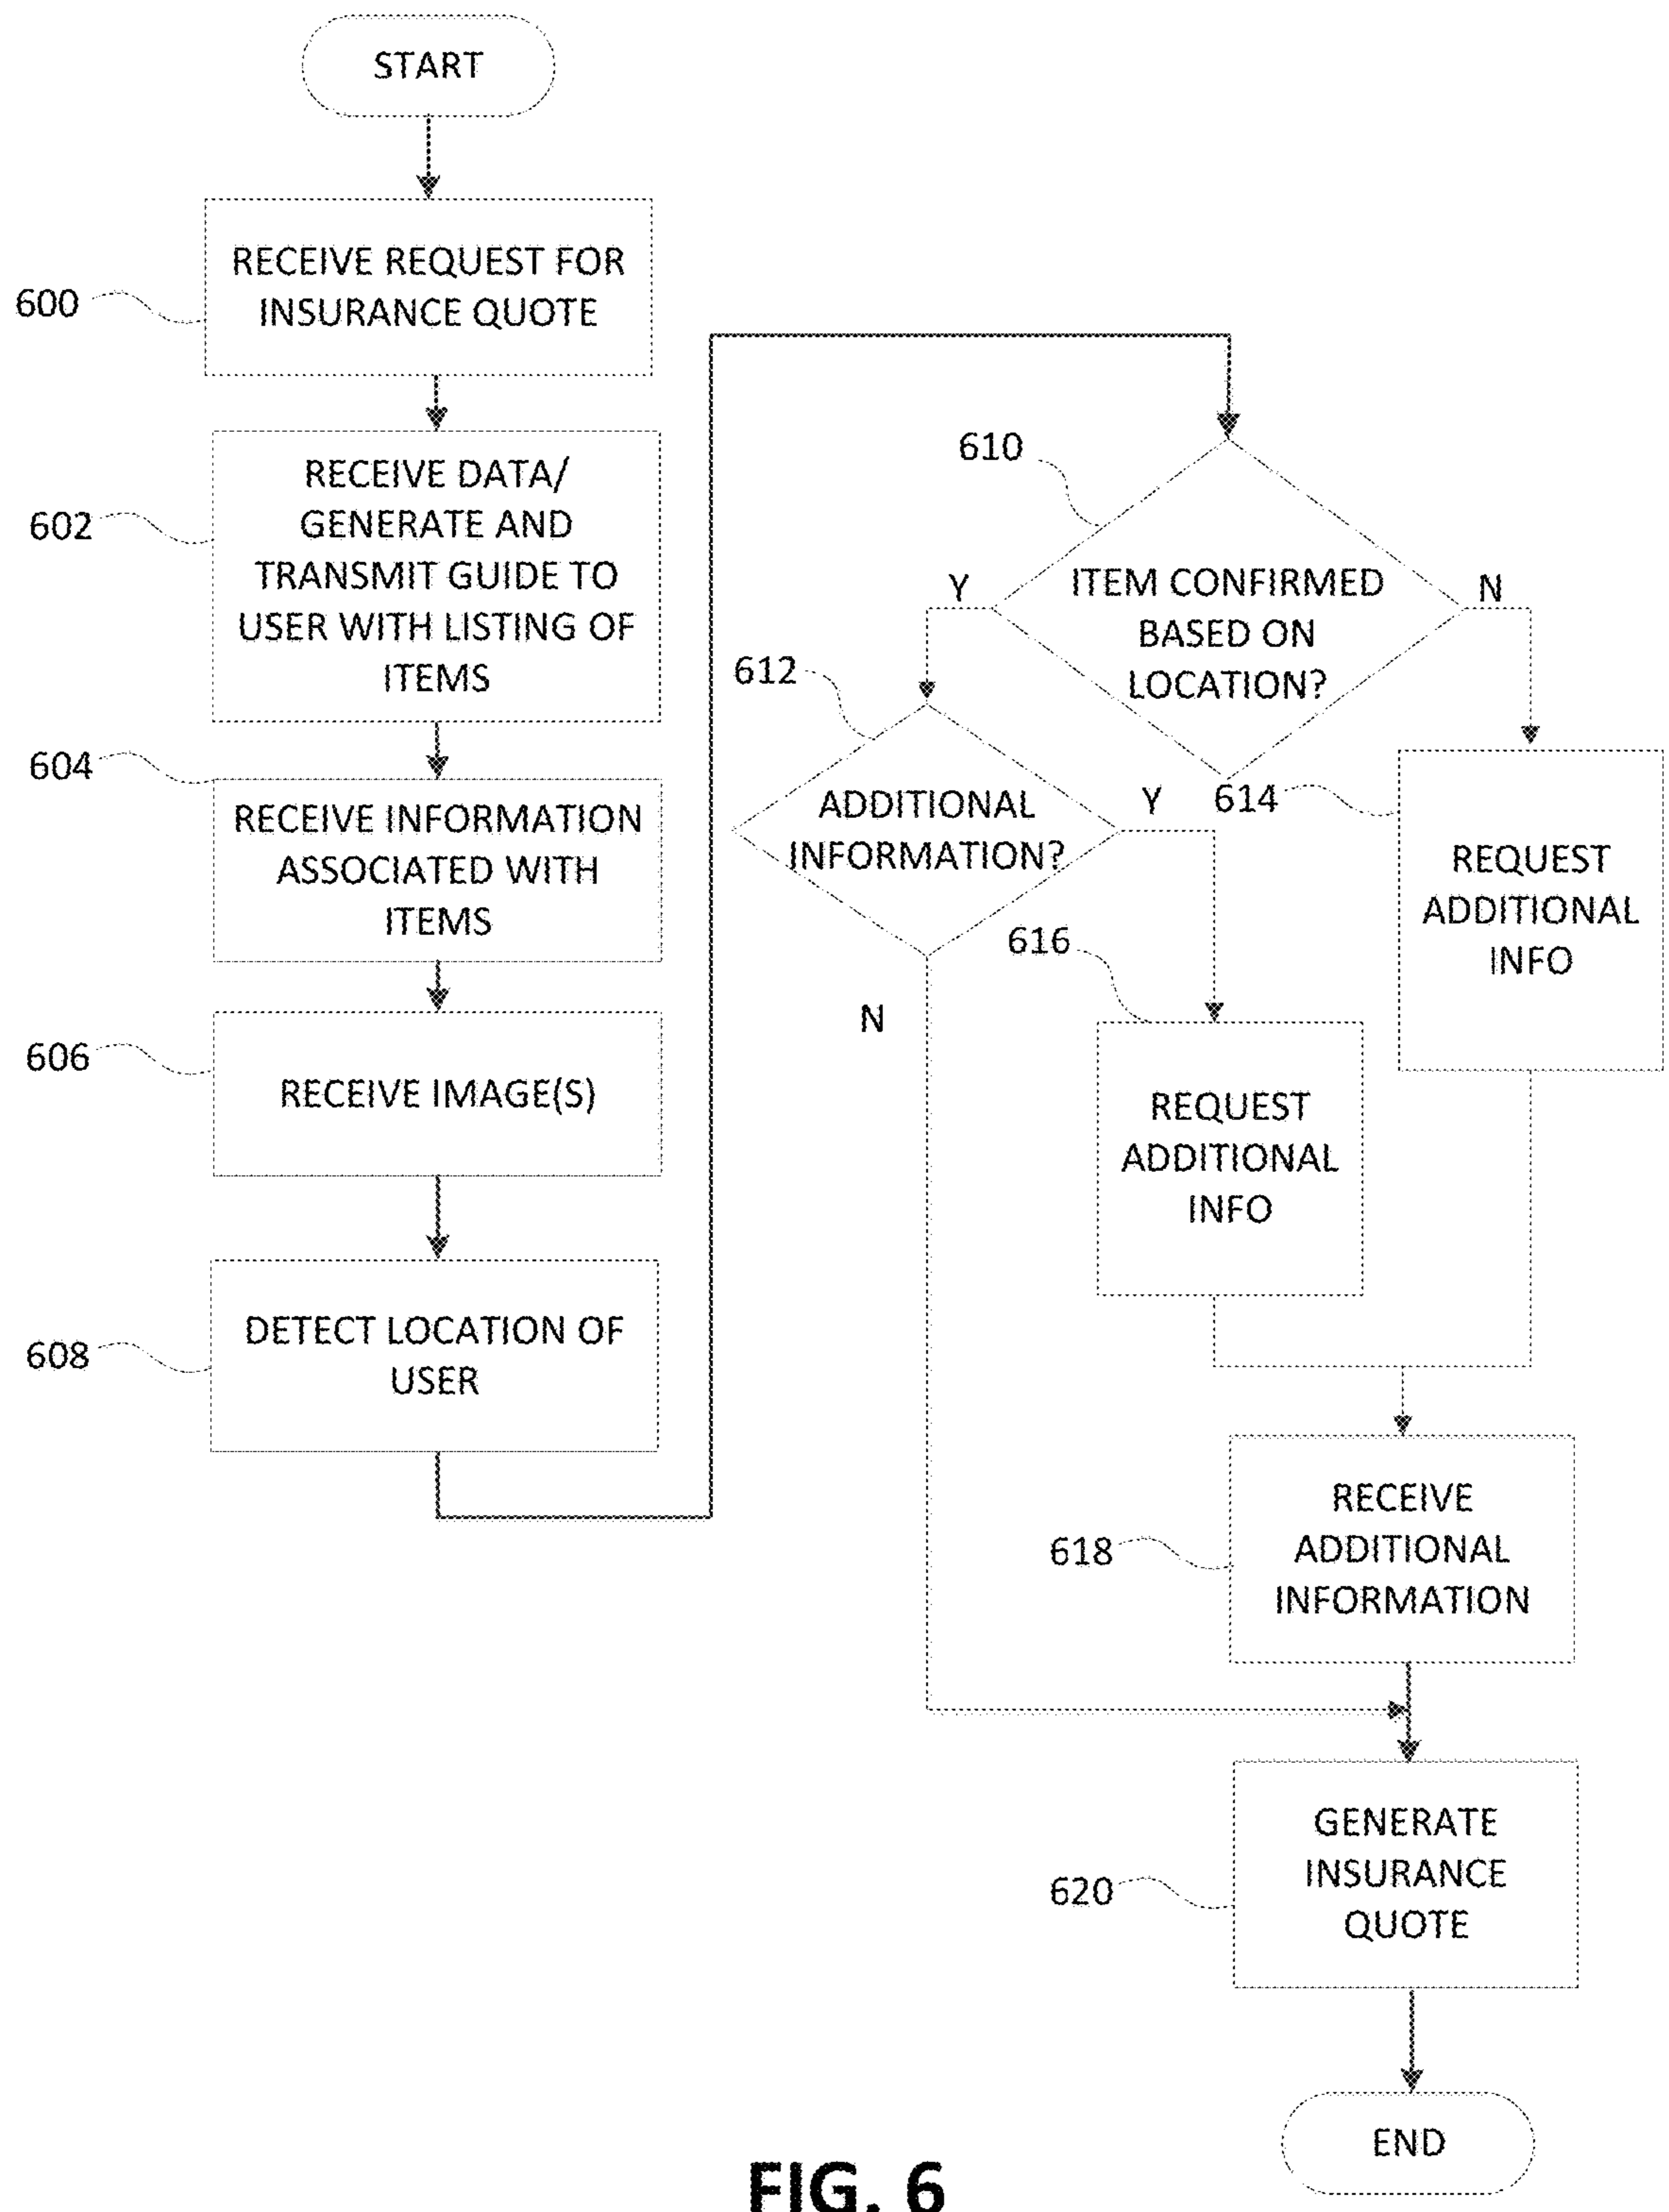 START
600
RECEIVE REQUEST FOR
INSURANCE QUOTE
602
RECEIVE DATA/
GENERATE AND
TRANSMIT GUIDE TO
USER WITH LISTING OF
ITEMS
604
RECEIVE INFORMATION
ASSOCIATED WITH
ITEMS
606
RECEIVE IMAGE(S)
608
DETECT LOCATION OF
USER
610
ITEM CONFIRMED
BASED ON
LOCATION?
Y
N
612
ADDITIONAL
INFORMATION?
Y
N
614
REQUEST
ADDITIONAL
INFO
616
REQUEST
ADDITIONAL
INFO
618
RECEIVE
ADDITIONAL
INFORMATION
620
GENERATE
INSURANCE
QUOTE
END
FIG. 6